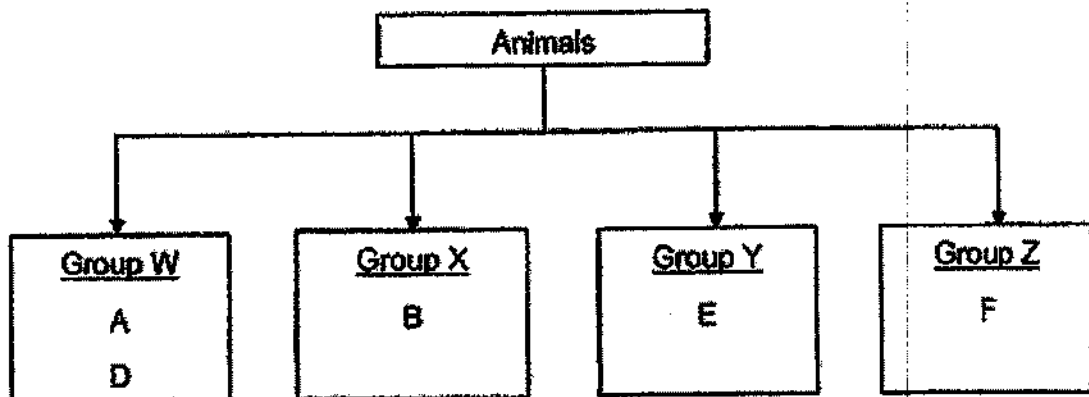 Animals
Group W
A
D
Group X
B
Group Y
E
Group Z
F